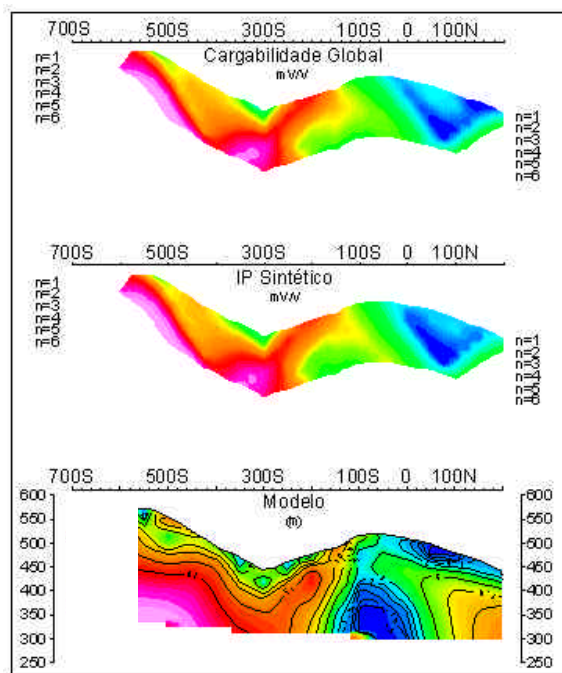 700S 500S 300S 100S 0 100N
Cargabilidade Global
mV/V
n=1
n=2
n=3
n=4
n=5
n=6
n=1
n=2
n=3
n=4
n=5
n=6
700S 500S 300S 100S 0 100N
IP Sintético
mV/V
n=1
n=2
n=3
n=4
n=5
n=6
n=1
n=2
n=3
n=4
n=5
n=6
700S 500S 300S 100S 0 100N
Modelo
(m)
600
550
500
450
400
350
300
250
600
550
500
450
400
350
300
250